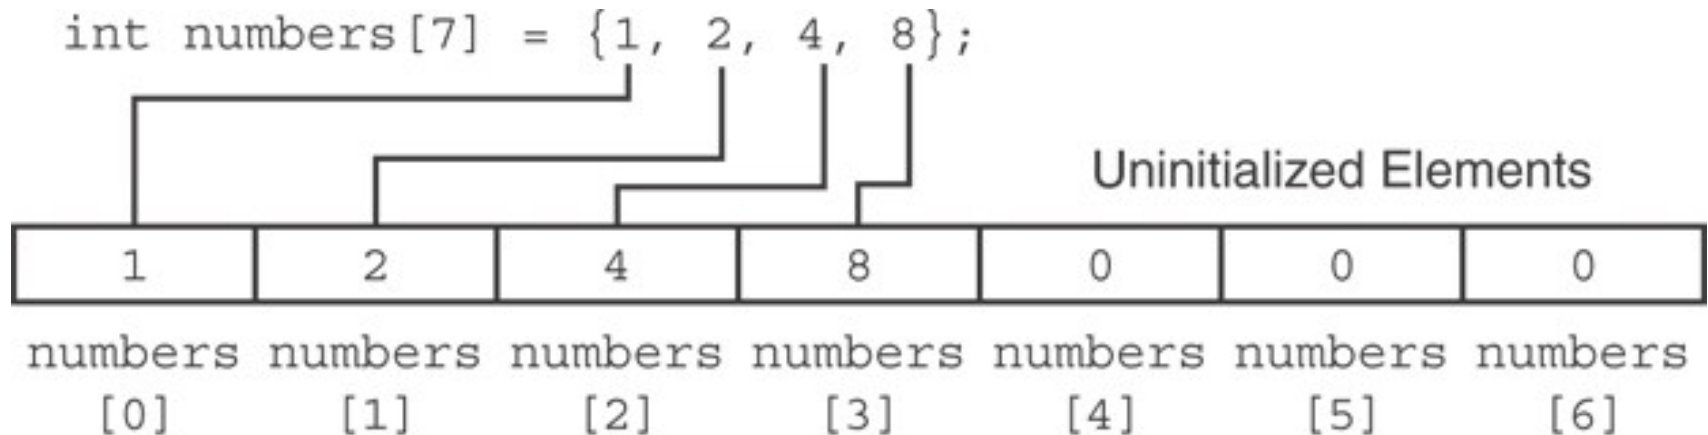 int numbers[7] = {1, 2, 4, 8};
Uninitialized Elements
1 2 4 8 0 0 0
numbers numbers numbers numbers numbers numbers numbers
[0] [1] [2] [3] [4] [5] [6]